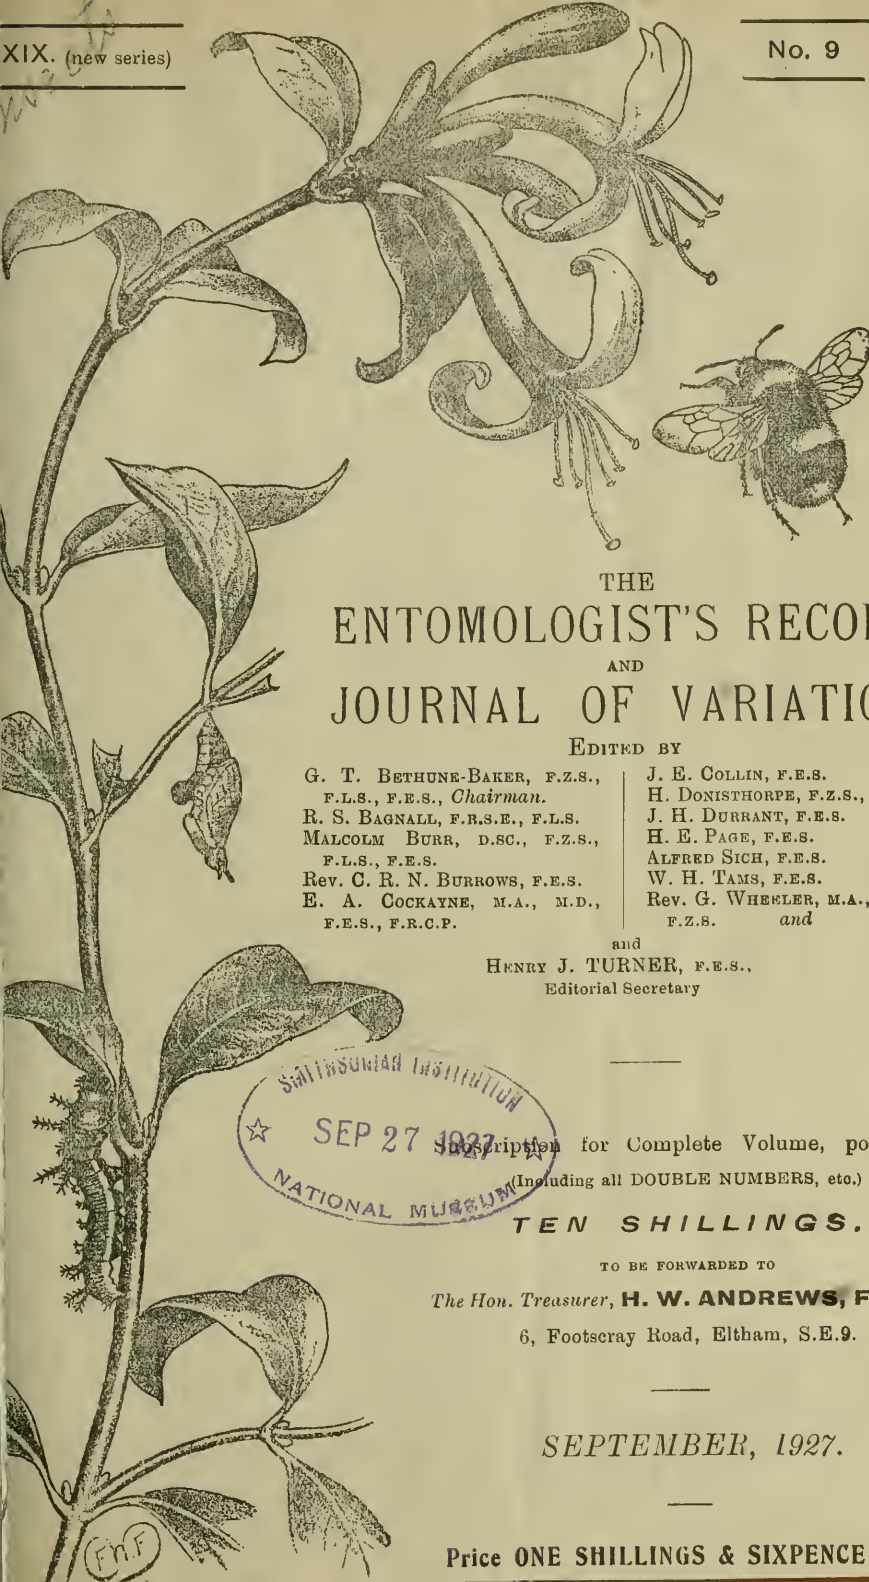 XIX. (new series)
No. 9
THE
ENTOMOLOGIST'S RECO
AND
JOURNAL OF VARIATI
EDITED BY
G. T. BETHUNE-BAKER, F.Z.S.,
F.L.S., F.E.S., Chairman.
R. S. BAGNALL, F.R.S.E., F.L.S.
MALCOLM BURR, D.SC., F.Z.S.,
F.L.S., F.E.S.
Rev. C. R. N. BURROWS, F.E.S.
E. A. COCKAYNE, M.A., M.D.,
F.E.S., F.R.C.P.
J. E. COLLIN, F.E.S.
H. DONISTHORPE, F.Z.S.,
J. H. DURRANT, F.E.S.
H. E. PAGE, F.E.S.
ALFRED SICH, F.E.S.
W. H. TAMS, F.E.S.
Rev. G. WHEELER, M.A.,
F.Z.S. and
and
HENRY J. TURNER, F.E.S.,
Editorial Secretary
SMITHSONIAN INSTITUTION
SEP 27 1927
NATIONAL MUSEUM
Subscription for Complete Volume, po
(Including all DOUBLE NUMBERS, etc.)
TEN SHILLINGS.
TO BE FORWARDED TO
The Hon. Treasurer, H. W. ANDREWS, F
6, Footscray Road, Eltham, S.E.9.
SEPTEMBER, 1927.
Price ONE SHILLINGS & SIXPENCE
F.N.F